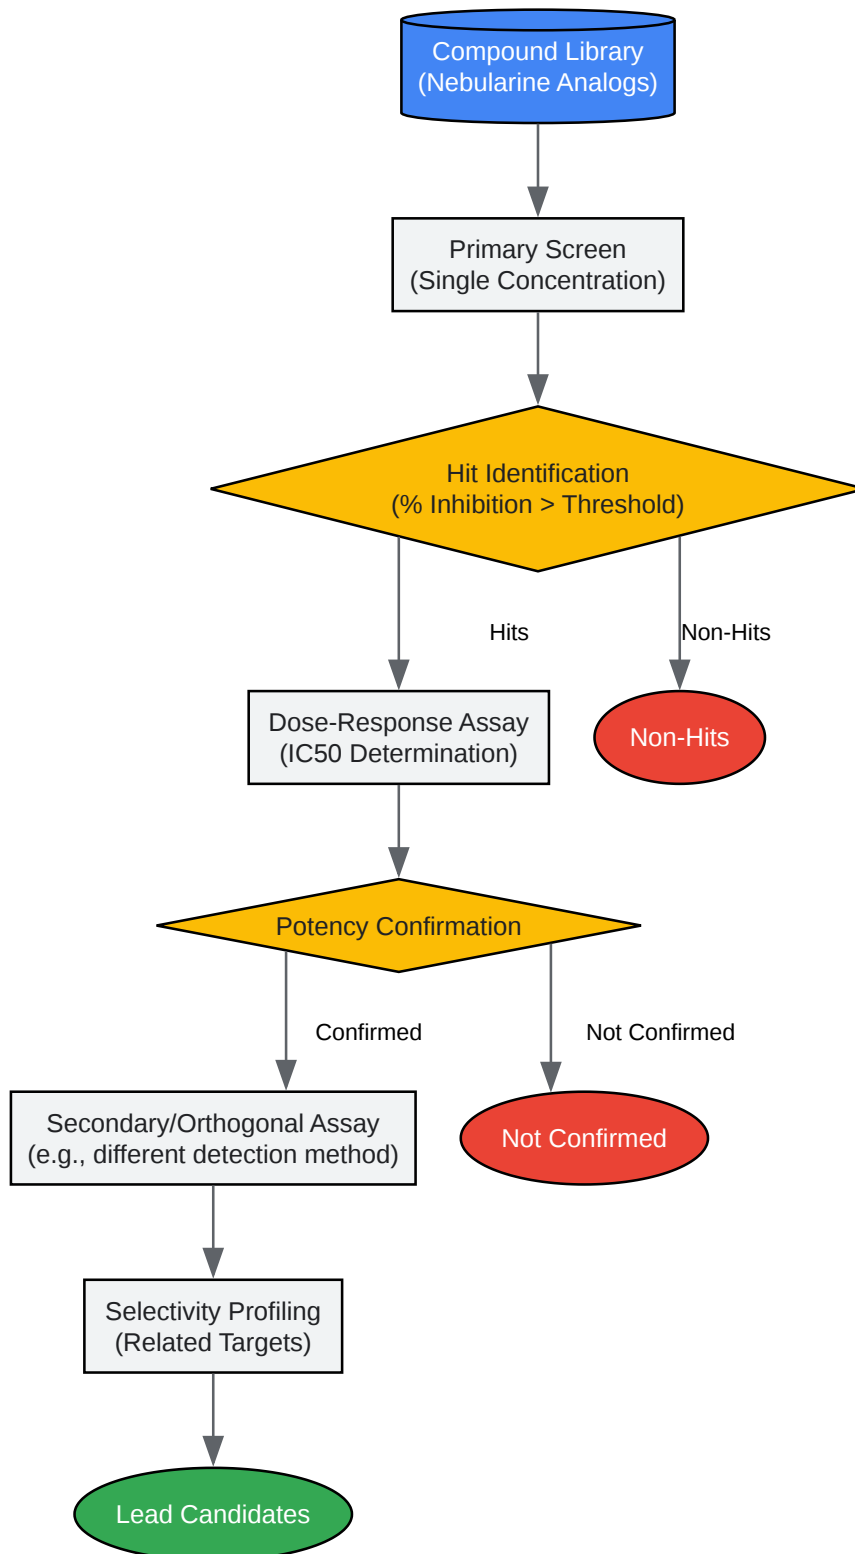 Compound Library
(Nebularine Analogs)
Primary Screen
(Single Concentration)
Hit Identification
(% Inhibition > Threshold)
Hits
Non-Hits
Dose-Response Assay
(IC50 Determination)
Non-Hits
Potency Confirmation
Confirmed
Not Confirmed
Secondary/Orthogonal Assay
(e.g., different detection method)
Not Confirmed
Selectivity Profiling
(Related Targets)
Lead Candidates